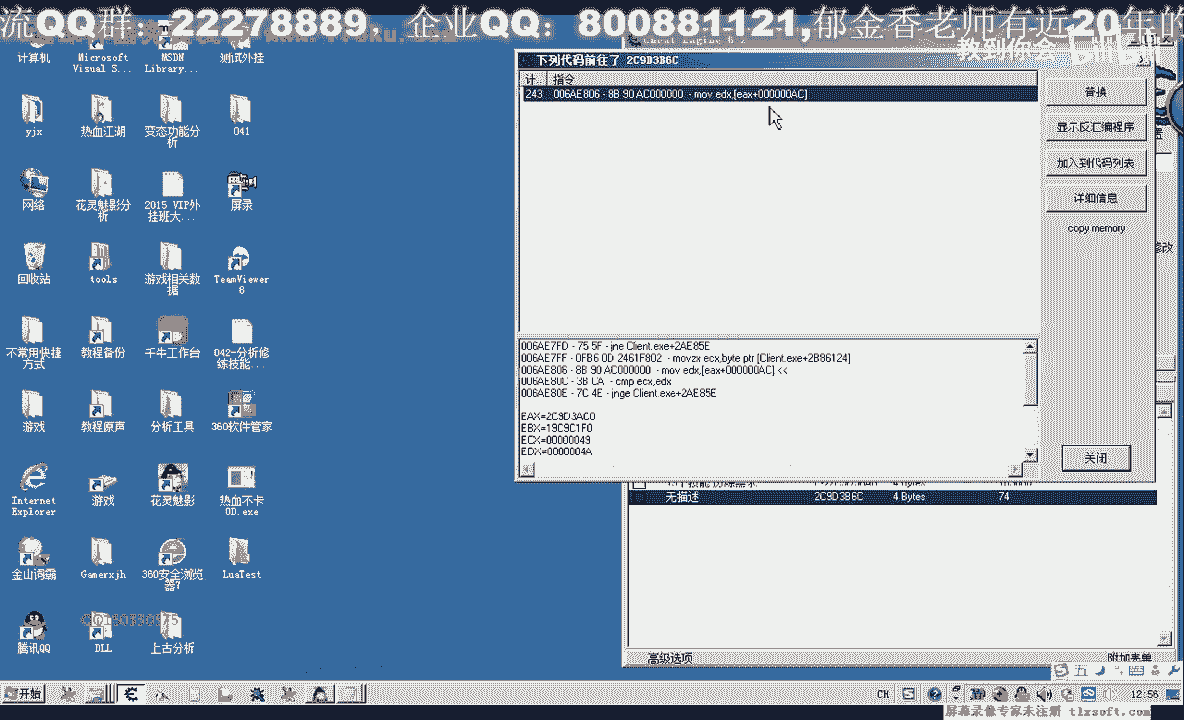 流QQ群：22278889，企业QQ：800881121,郁金香老师有近20年的
教到你会
计算机
Microsoft Visual S...
MSDN Library...
测试外挂
yjx
热血江湖
变态功能分析
041
网络
花灵魅影分析
2015 VIP外挂班大...
屏录
回收站
tools
游戏相关数据
TeamViewer 8
不常用快捷方式
教程备份
千牛工作台
042-分析修炼技能...
游戏
教程原声
分析工具
360软件管家
Internet Explorer
游戏
花灵魅影
热血不卡OD.exe
金山词霸
Gamerxjh
360安全浏览器7
LuaTest
腾讯QQ
DLL
上古分析
下列代码前往了 2C9D3B6C
计 指令
243 006AE806 - 8B 90 AC000000 - mov edx,[eax+000000AC]
替换
显示反汇编程序
加入到代码列表
详细信息
copy memory
006AE7FD - 75 5F - jne Client.exe+2AE85E
006AE7FF - 0FB6 0D 2461F802 - movzx ecx,byte ptr [Client.exe+2B86124]
006AE806 - 8B 90 AC000000 - mov edx,[eax+000000AC] <<
006AE80C - 3B CA - cmp ecx,edx
006AE80E - 7C 4E - jnge Client.exe+2AE85E
EAX=2C9D3AC0
EBX=19C9C1F0
ECX=00000049
EDX=0000004A
关闭
无描述 2C9D3B6C 4 Bytes 74
高级选项
附加表单
开始
CH
12:56
屏幕录像专家未注册 tlxsoft.com